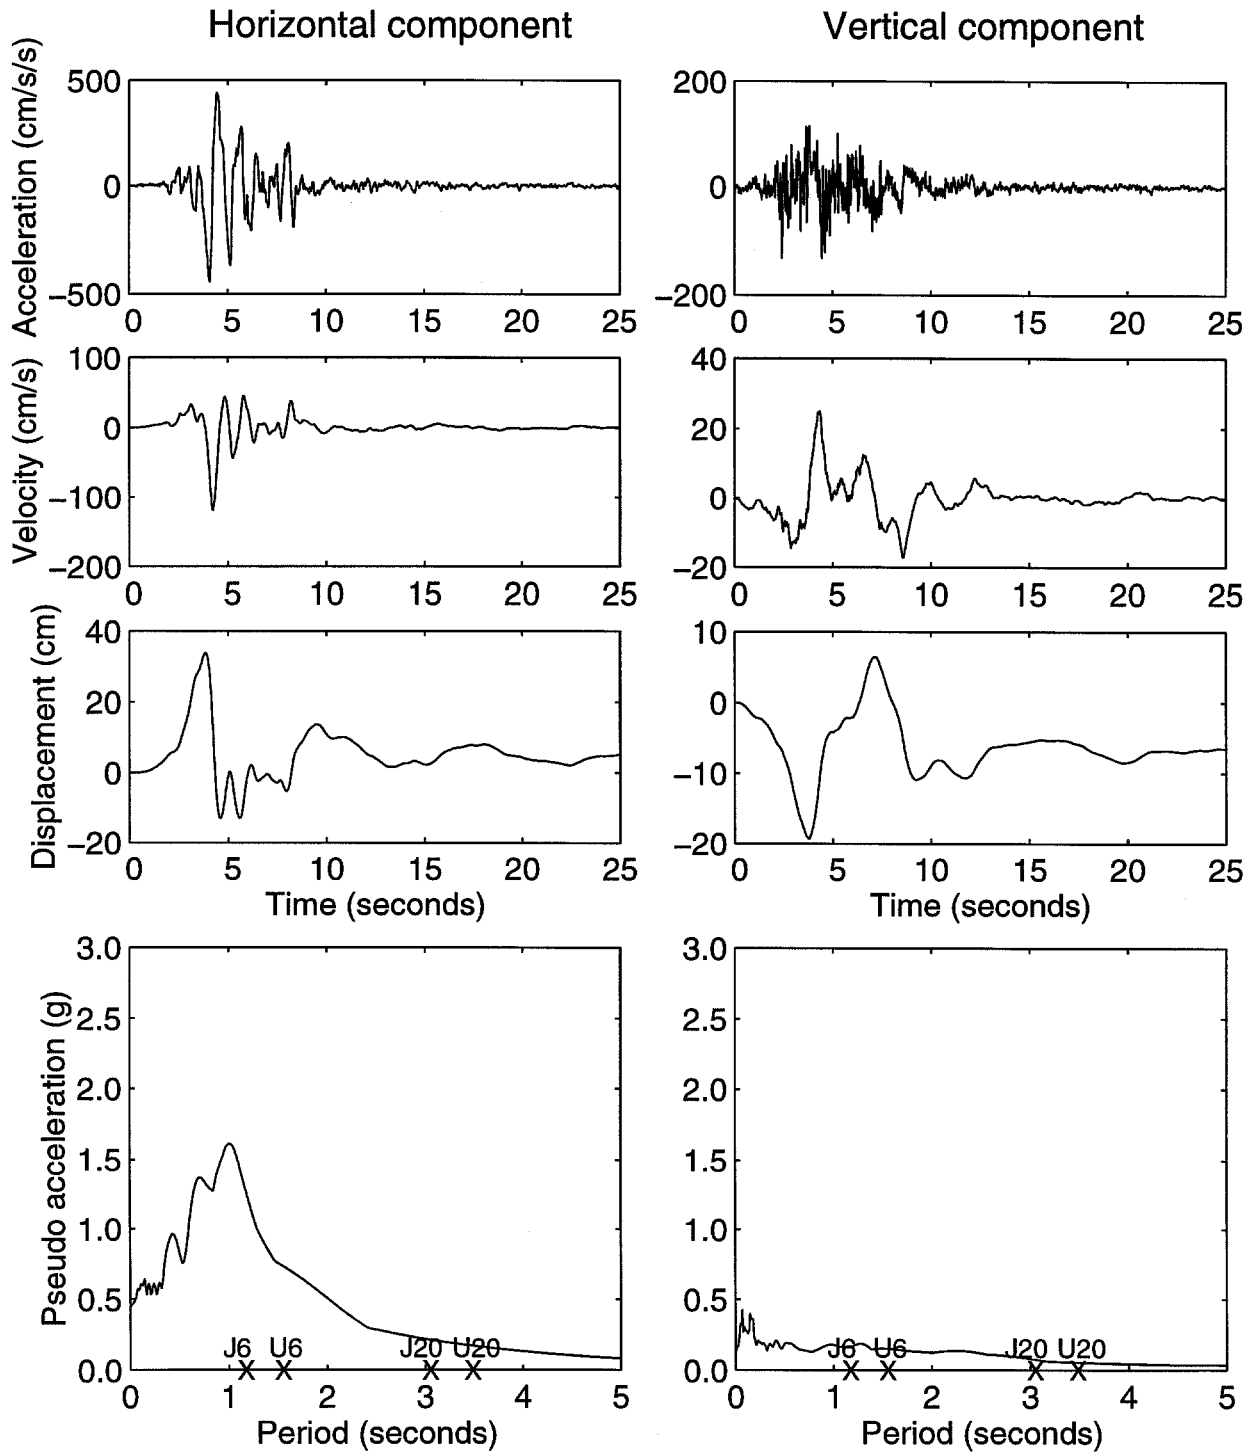 Horizontal component
Vertical component
Acceleration (cm/s/s)
500
0
−500
0 5 10 15 20 25
200
0
−200
0 5 10 15 20 25
Velocity (cm/s)
100
0
−100
−200
0 5 10 15 20 25
40
20
0
−20
0 5 10 15 20 25
Displacement (cm)
40
20
0
−20
0 5 10 15 20 25
Time (seconds)
10
0
−10
−20
0 5 10 15 20 25
Time (seconds)
Pseudo acceleration (g)
3.0
2.5
2.0
1.5
1.0
0.5
0.0
J6 U6 J20 U20
0 1 2 3 4 5
Period (seconds)
3.0
2.5
2.0
1.5
1.0
0.5
0.0
J6 U6 J20 U20
0 1 2 3 4 5
Period (seconds)